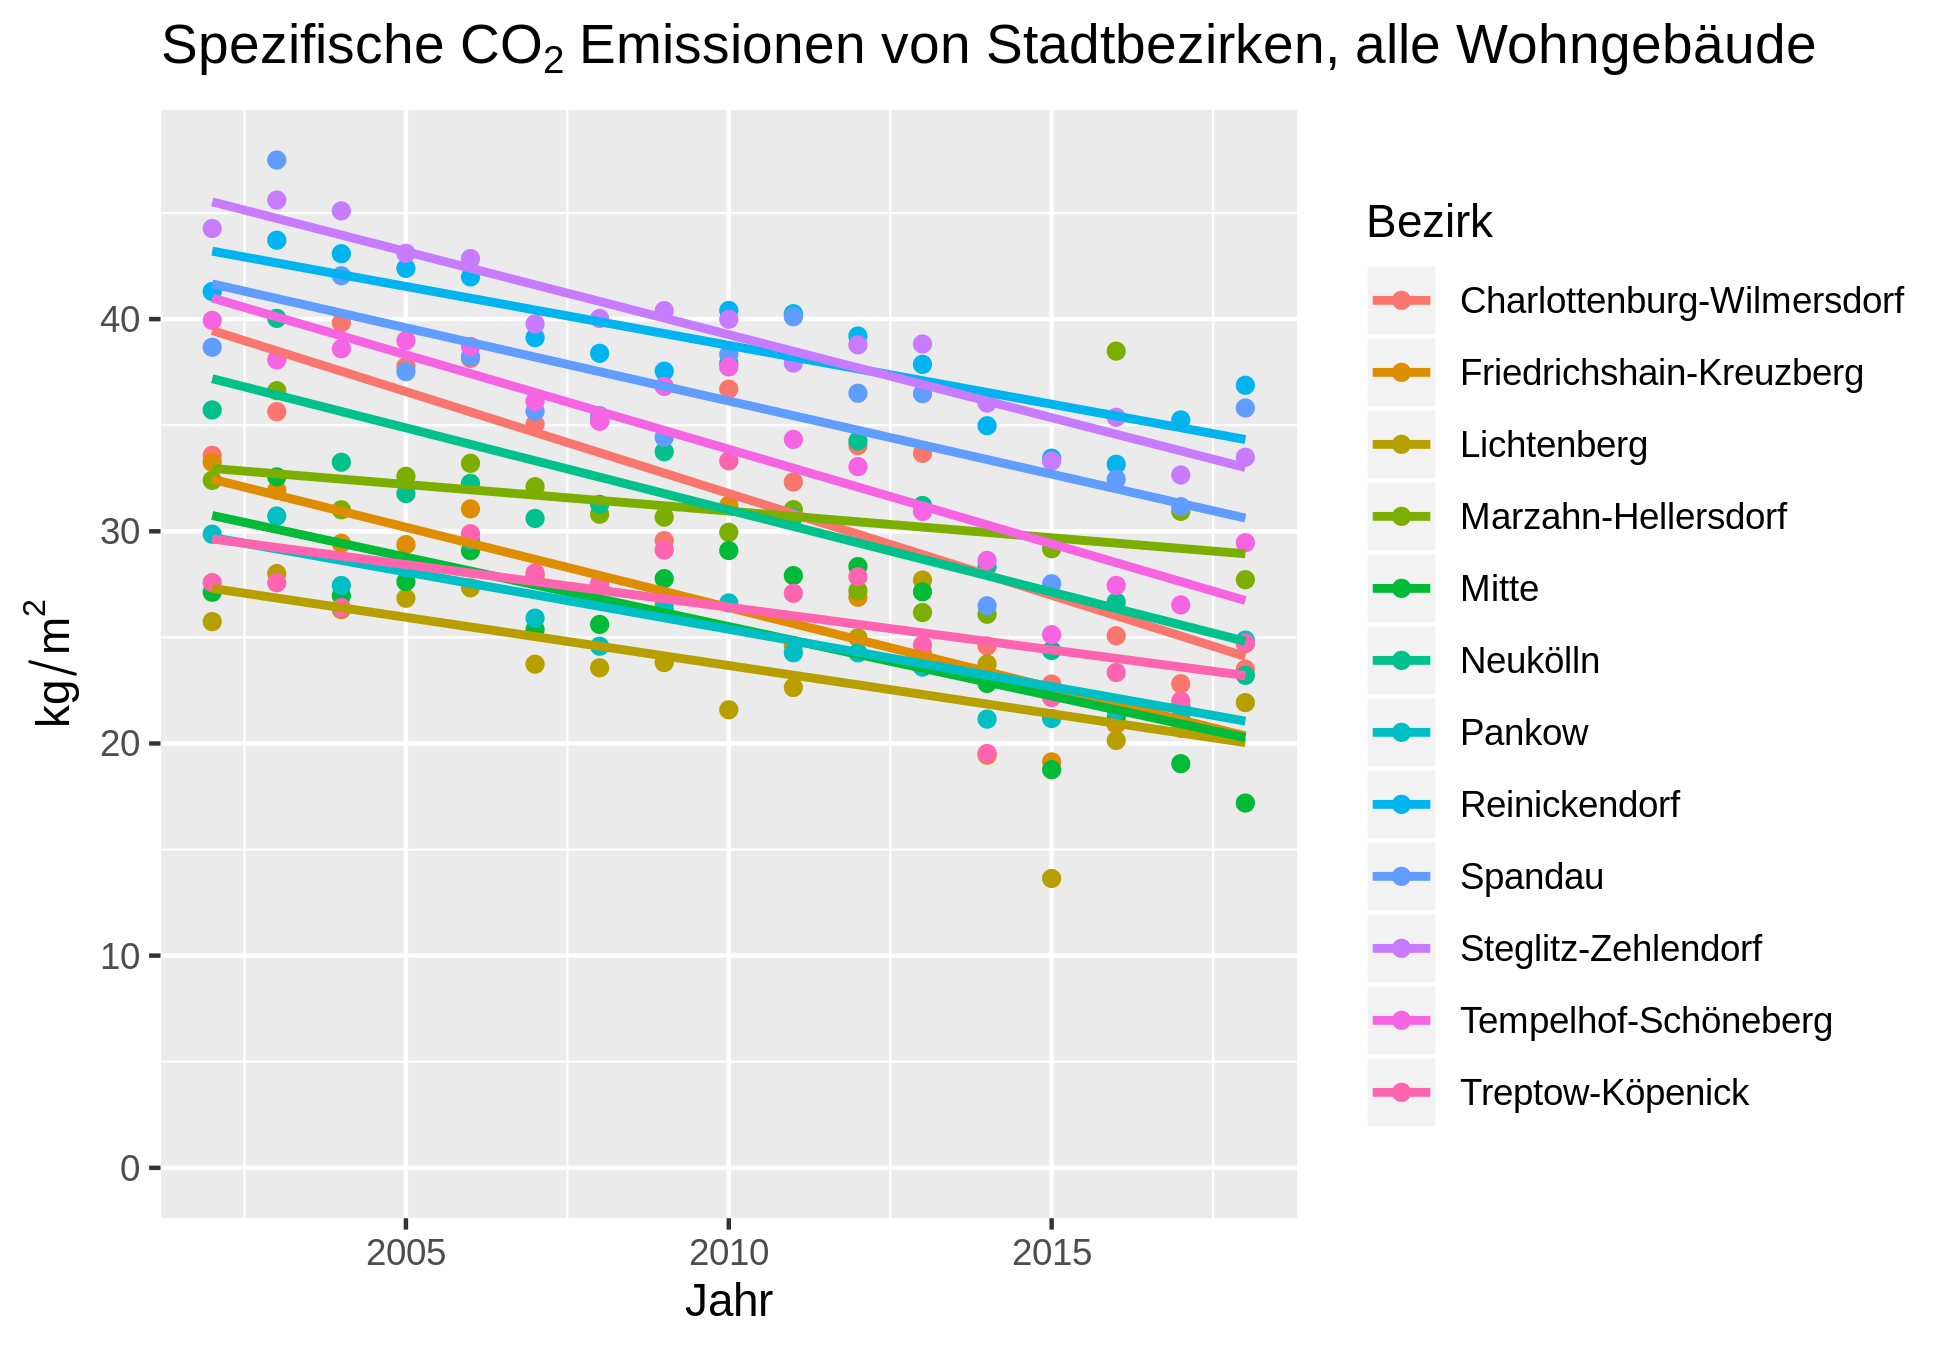 Spezifische CO₂ Emissionen von Stadtbezirken, alle Wohngebäude
kg/m²
40
30
20
10
0
2005 2010 2015
Jahr
Bezirk
Charlottenburg-Wilmersdorf
Friedrichshain-Kreuzberg
Lichtenberg
Marzahn-Hellersdorf
Mitte
Neukölln
Pankow
Reinickendorf
Spandau
Steglitz-Zehlendorf
Tempelhof-Schöneberg
Treptow-Köpenick